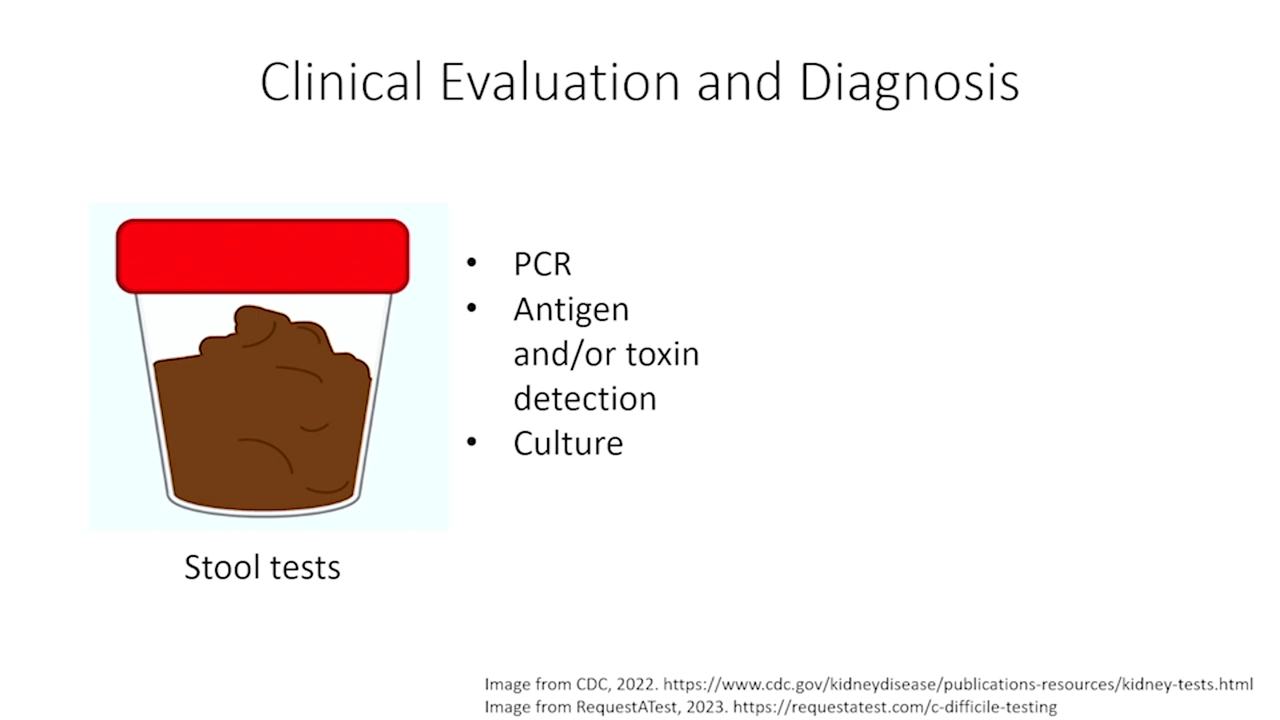 Clinical Evaluation and Diagnosis
• PCR
• Antigen
and/or toxin
detection
• Culture
Stool tests
Image from CDC, 2022. https://www.cdc.gov/kidneydisease/publications-resources/kidney-tests.html
Image from RequestATest, 2023. https://requestatest.com/c-difficile-testing